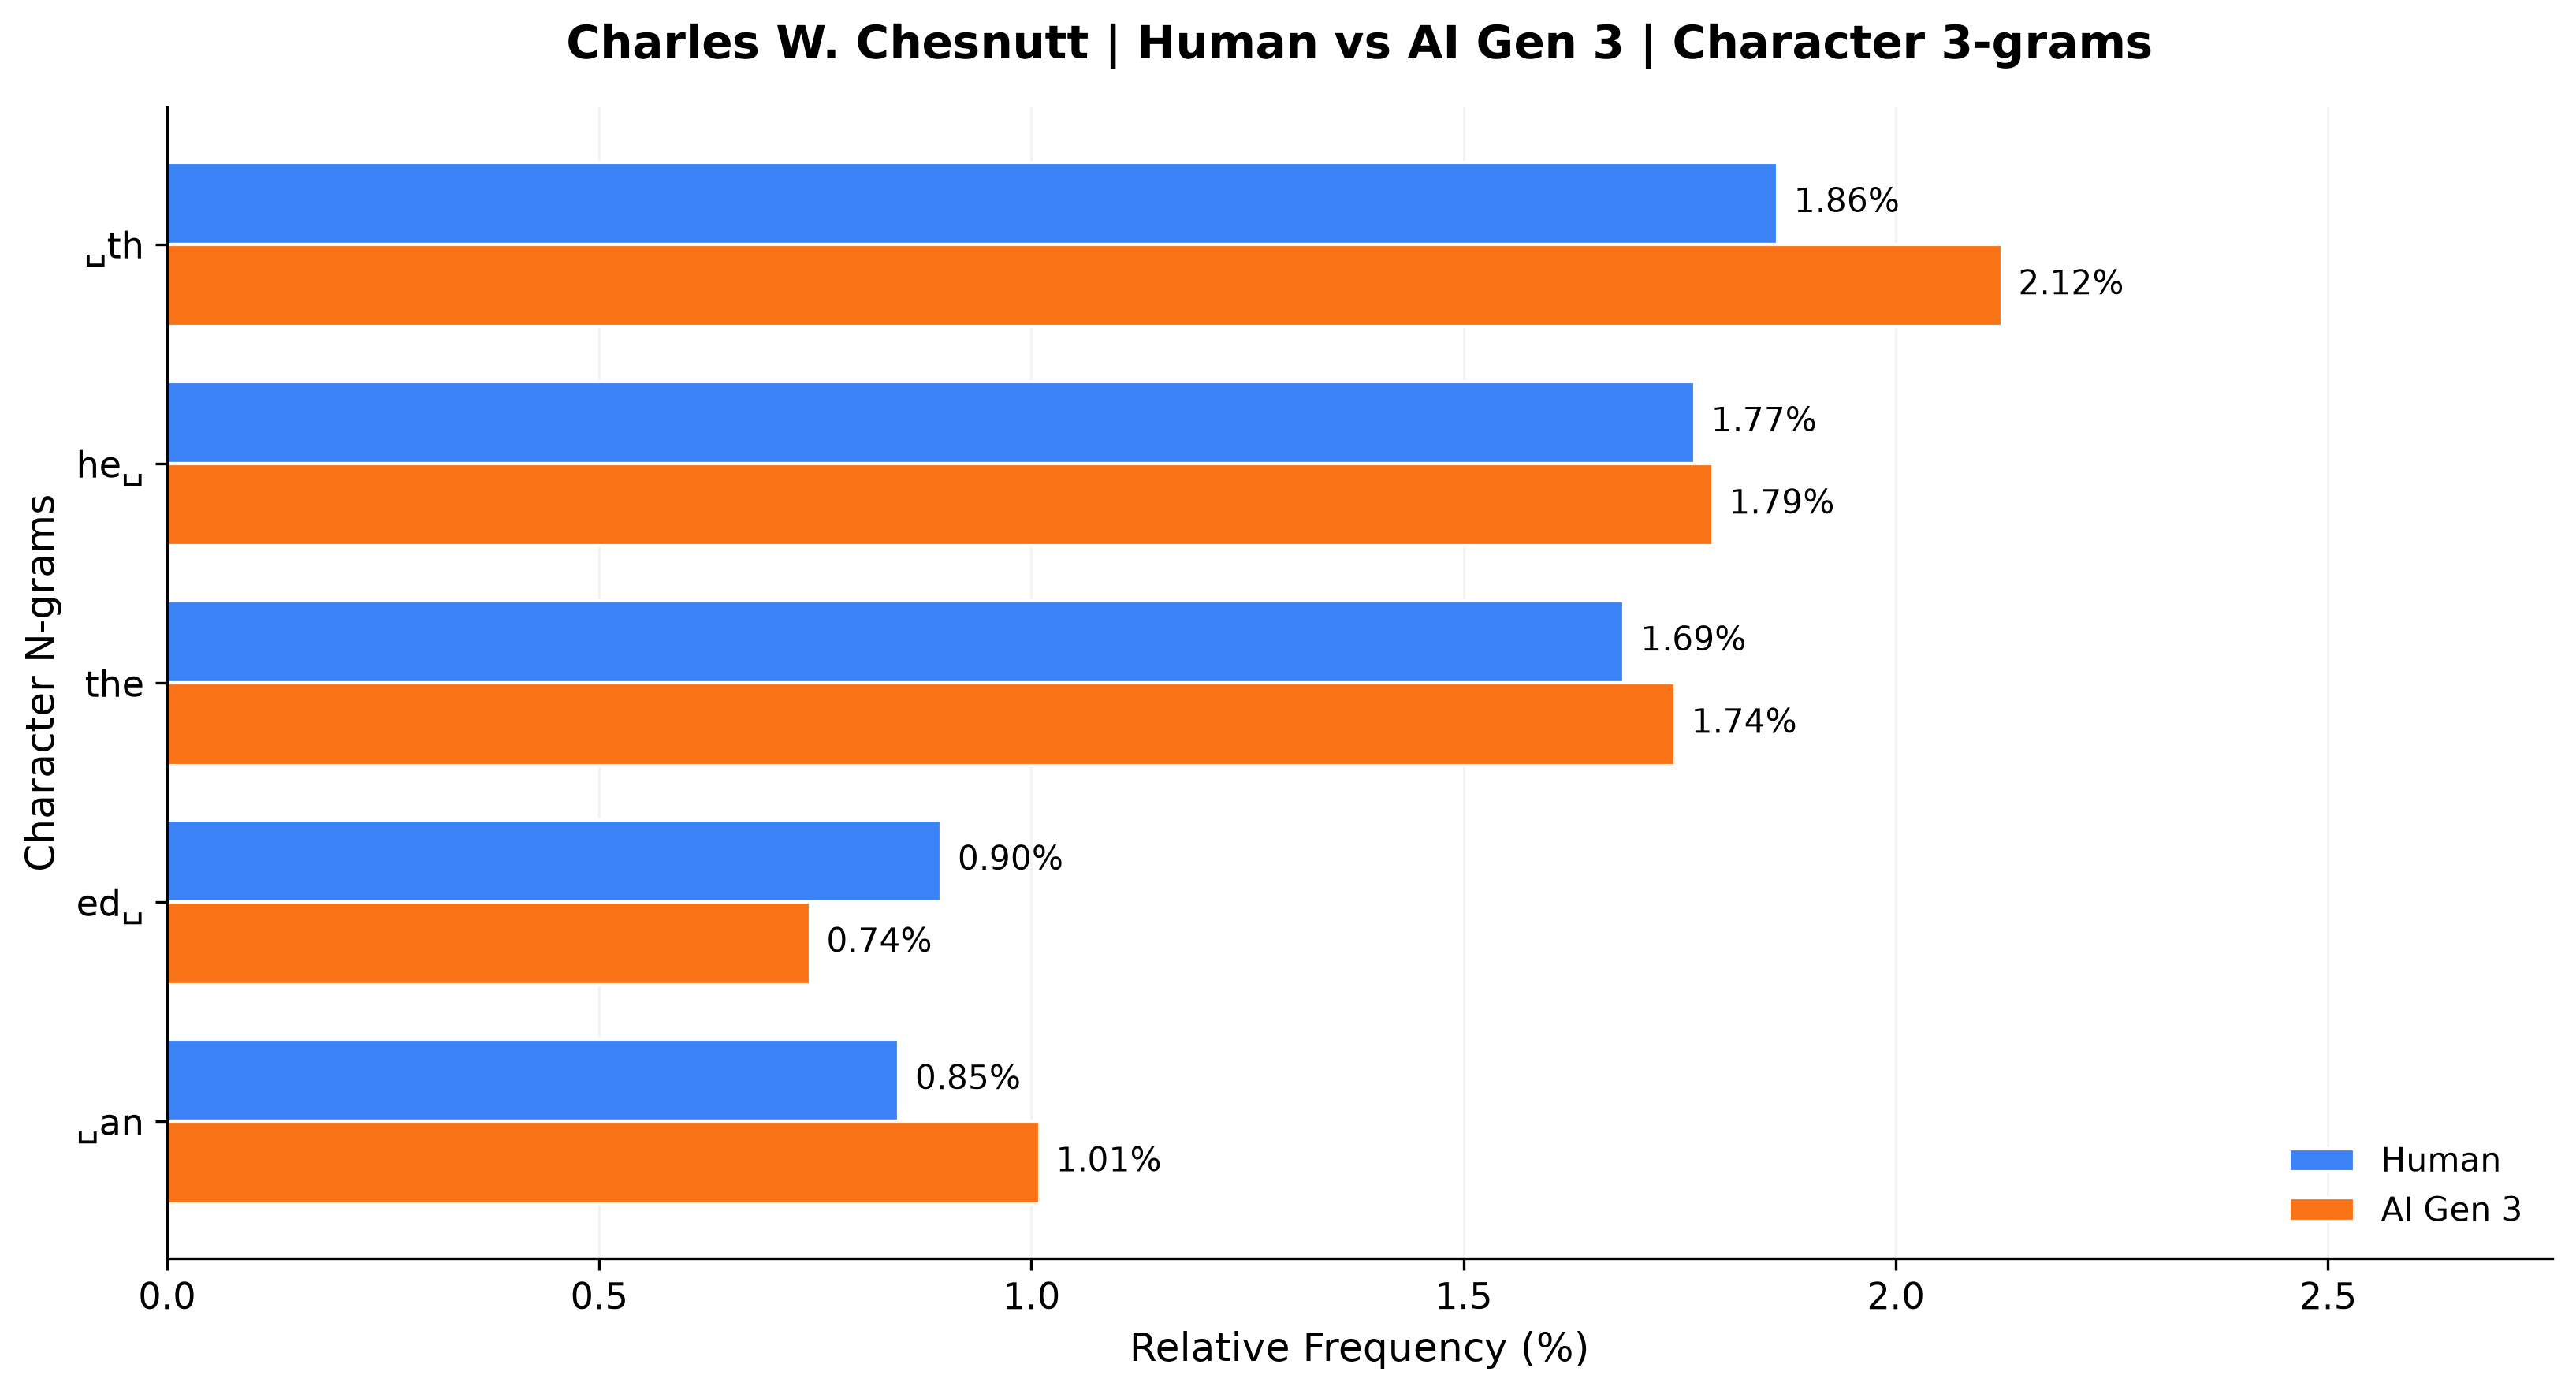 Charles W. Chesnutt | Human vs AI Gen 3 | Character 3-grams
Character N-grams
␣th
1.86%
2.12%
he␣
1.77%
1.79%
the
1.69%
1.74%
ed␣
0.90%
0.74%
␣an
0.85%
1.01%
Human
AI Gen 3
0.0 0.5 1.0 1.5 2.0 2.5
Relative Frequency (%)